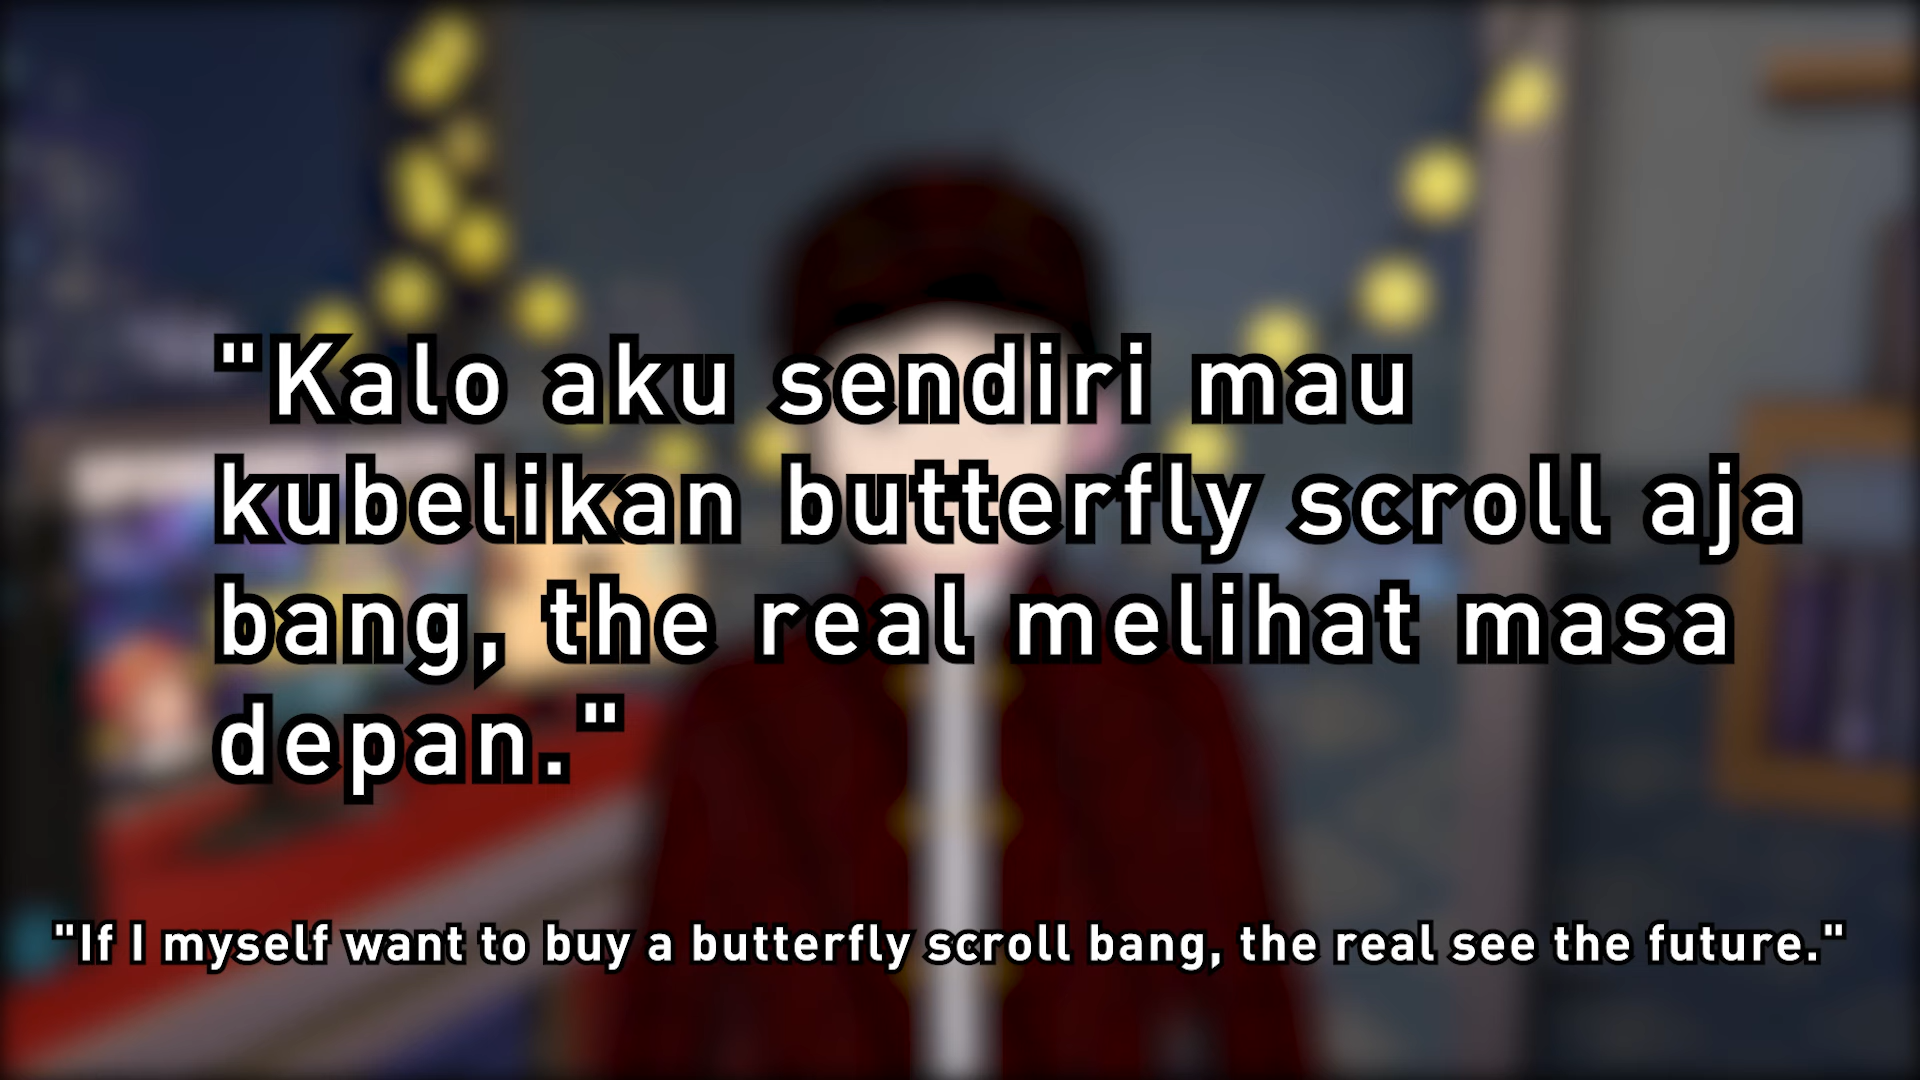 "Kalo aku sendiri mau
kubelikan butterfly scroll aja
bang, the real melihat masa
depan."
"If I myself want to buy a butterfly scroll bang, the real see the future."